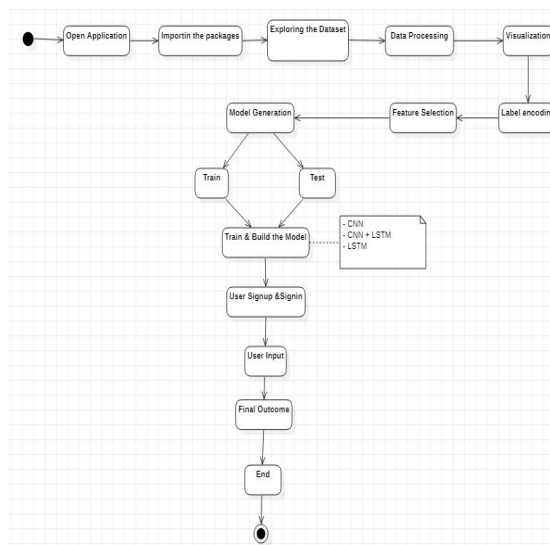 Open Application
Importin the packages
Exploring the Dataset
Data Processing
Visualization
Label encodin
Feature Selection
Model Generation
Train
Test
Train & Build the Model
- CNN
- CNN + LSTM
- LSTM
User Signup &Signin
User Input
Final Outcome
End